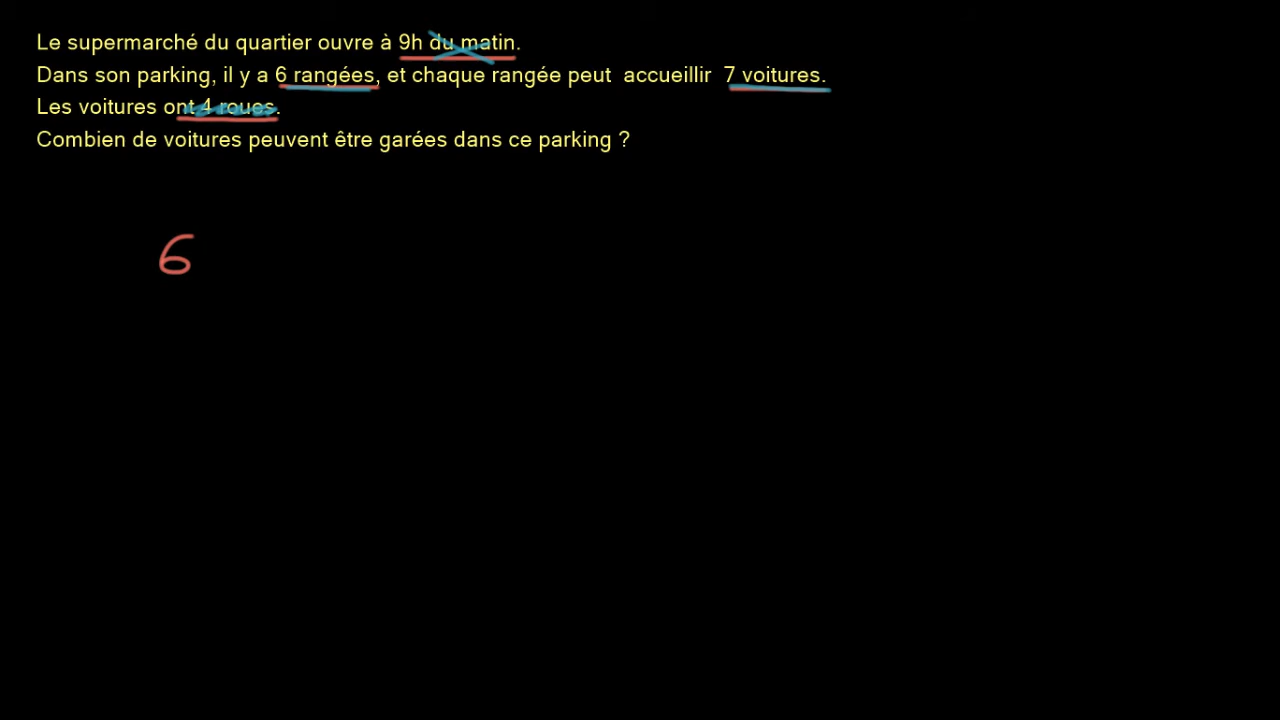 Le supermarché du quartier ouvre à 9h du matin.
Dans son parking, il y a 6 rangées, et chaque rangée peut accueillir 7 voitures.
Les voitures ont 4 roues.
Combien de voitures peuvent être garées dans ce parking ?
6